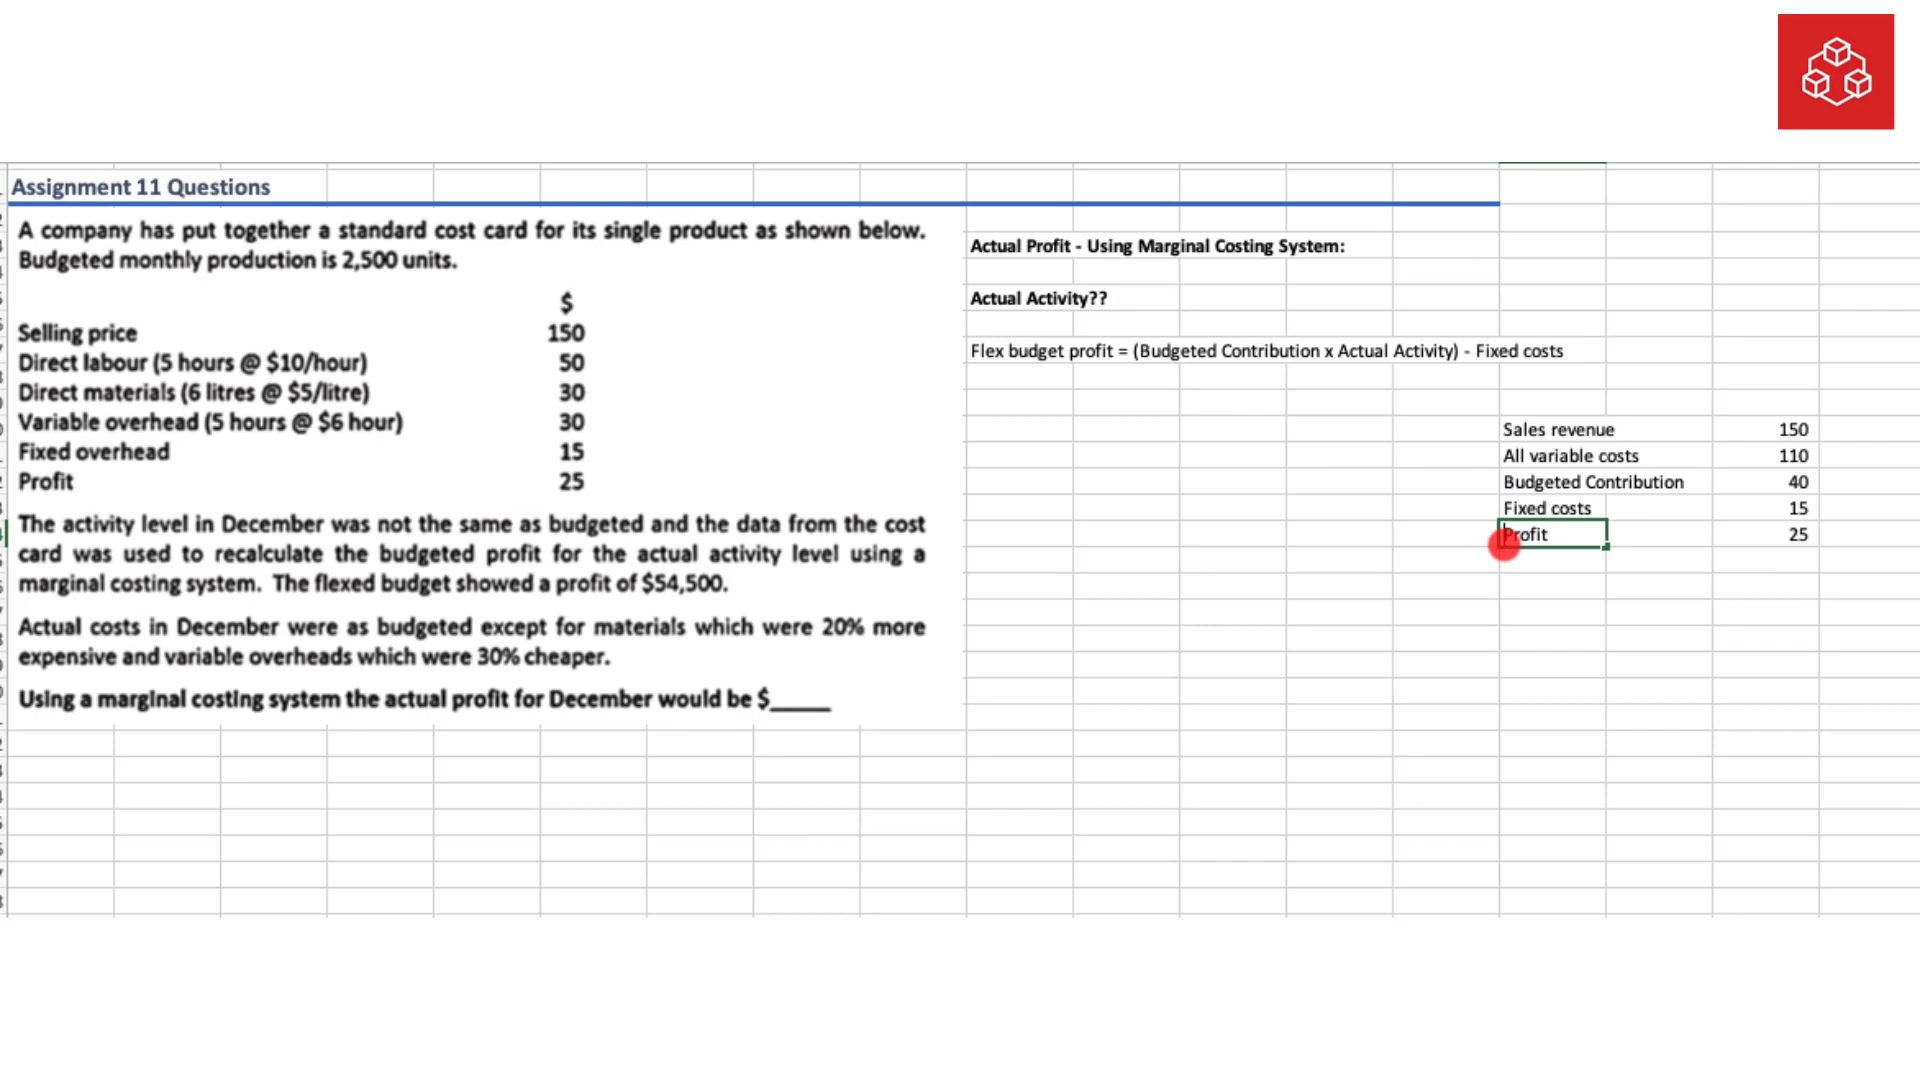 Assignment 11 Questions
A company has put together a standard cost card for its single product as shown below.
Budgeted monthly production is 2,500 units.
$
Selling price 150
Direct labour (5 hours @ $10/hour) 50
Direct materials (6 litres @ $5/litre) 30
Variable overhead (5 hours @ $6 hour) 30
Fixed overhead 15
Profit 25
The activity level in December was not the same as budgeted and the data from the cost
card was used to recalculate the budgeted profit for the actual activity level using a
marginal costing system. The flexed budget showed a profit of $54,500.
Actual costs in December were as budgeted except for materials which were 20% more
expensive and variable overheads which were 30% cheaper.
Using a marginal costing system the actual profit for December would be $_____
Actual Profit - Using Marginal Costing System:
Actual Activity??
Flex budget profit = (Budgeted Contribution x Actual Activity) - Fixed costs
Sales revenue 150
All variable costs 110
Budgeted Contribution 40
Fixed costs 15
Profit 25